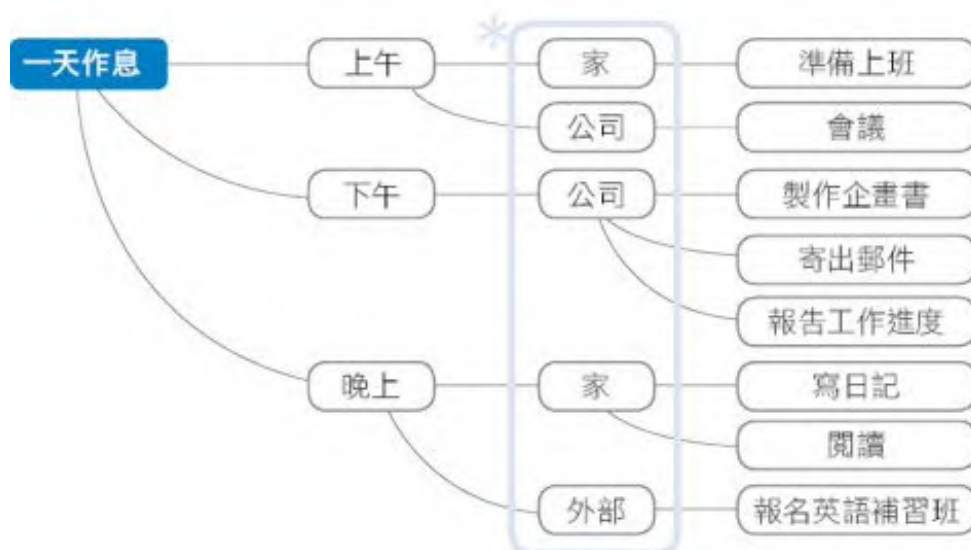 一天作息 上午 家 準備上班
公司 會議
下午 公司 製作企畫書
寄出郵件
報告工作進度
晚上 家 寫日記
閱讀
外部 報名英語補習班